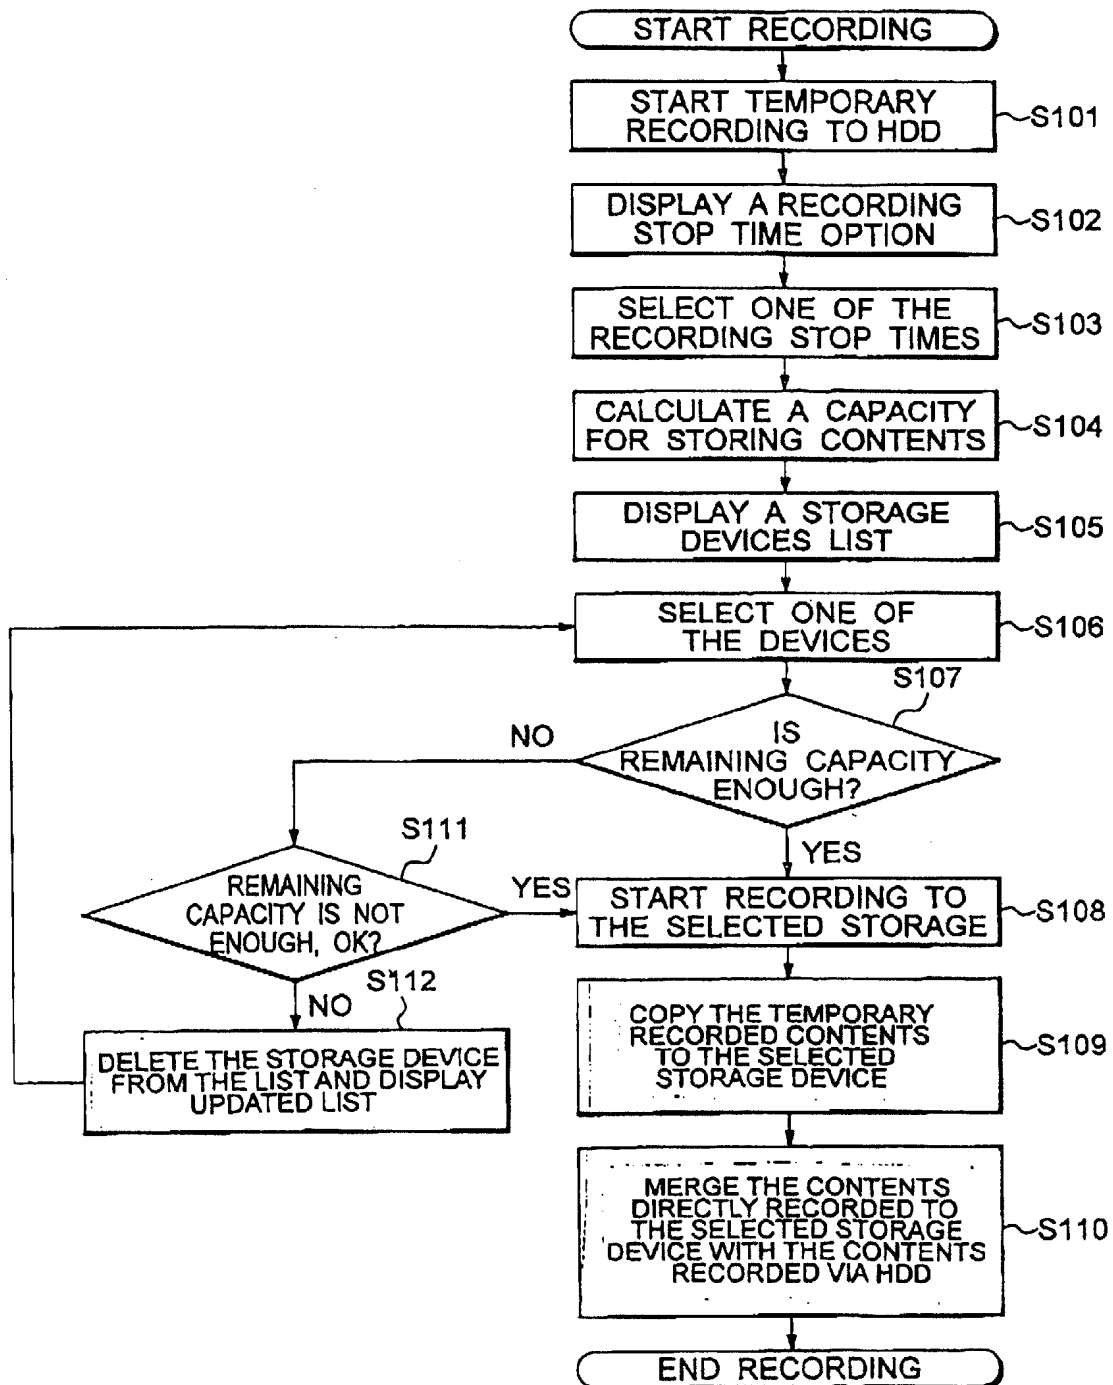 START RECORDING
START TEMPORARY
RECORDING TO HDD
S101
DISPLAY A RECORDING
STOP TIME OPTION
S102
SELECT ONE OF THE
RECORDING STOP TIMES
S103
CALCULATE A CAPACITY
FOR STORING CONTENTS
S104
DISPLAY A STORAGE
DEVICES LIST
S105
SELECT ONE OF
THE DEVICES
S106
S107
IS
REMAINING CAPACITY
ENOUGH?
NO
YES
S111
REMAINING
CAPACITY IS NOT
ENOUGH, OK?
YES
NO
START RECORDING TO
THE SELECTED STORAGE
S108
S112
DELETE THE STORAGE DEVICE
FROM THE LIST AND DISPLAY
UPDATED LIST
COPY THE TEMPORARY
RECORDED CONTENTS
TO THE SELECTED
STORAGE DEVICE
S109
MERGE THE CONTENTS
DIRECTLY RECORDED TO
THE SELECTED STORAGE
DEVICE WITH THE CONTENTS
RECORDED VIA HDD
S110
END RECORDING